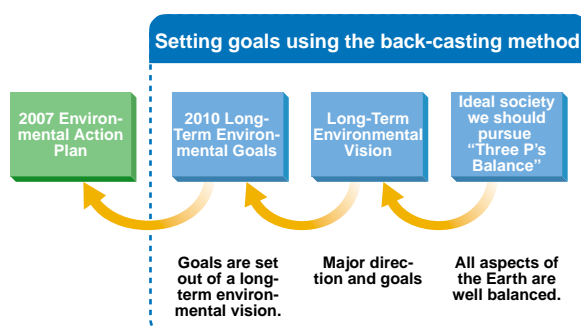 Setting goals using the back-casting method
2007 Environ-
mental Action
Plan
2010 Long-
Term Environ-
mental Goals
Long-Term
Environmental
Vision
Ideal society
we should
pursue
“Three P’s
Balance”
Goals are set
out of a long-
term environ-
mental vision.
Major direc-
tion and goals
All aspects of
the Earth are
well balanced.